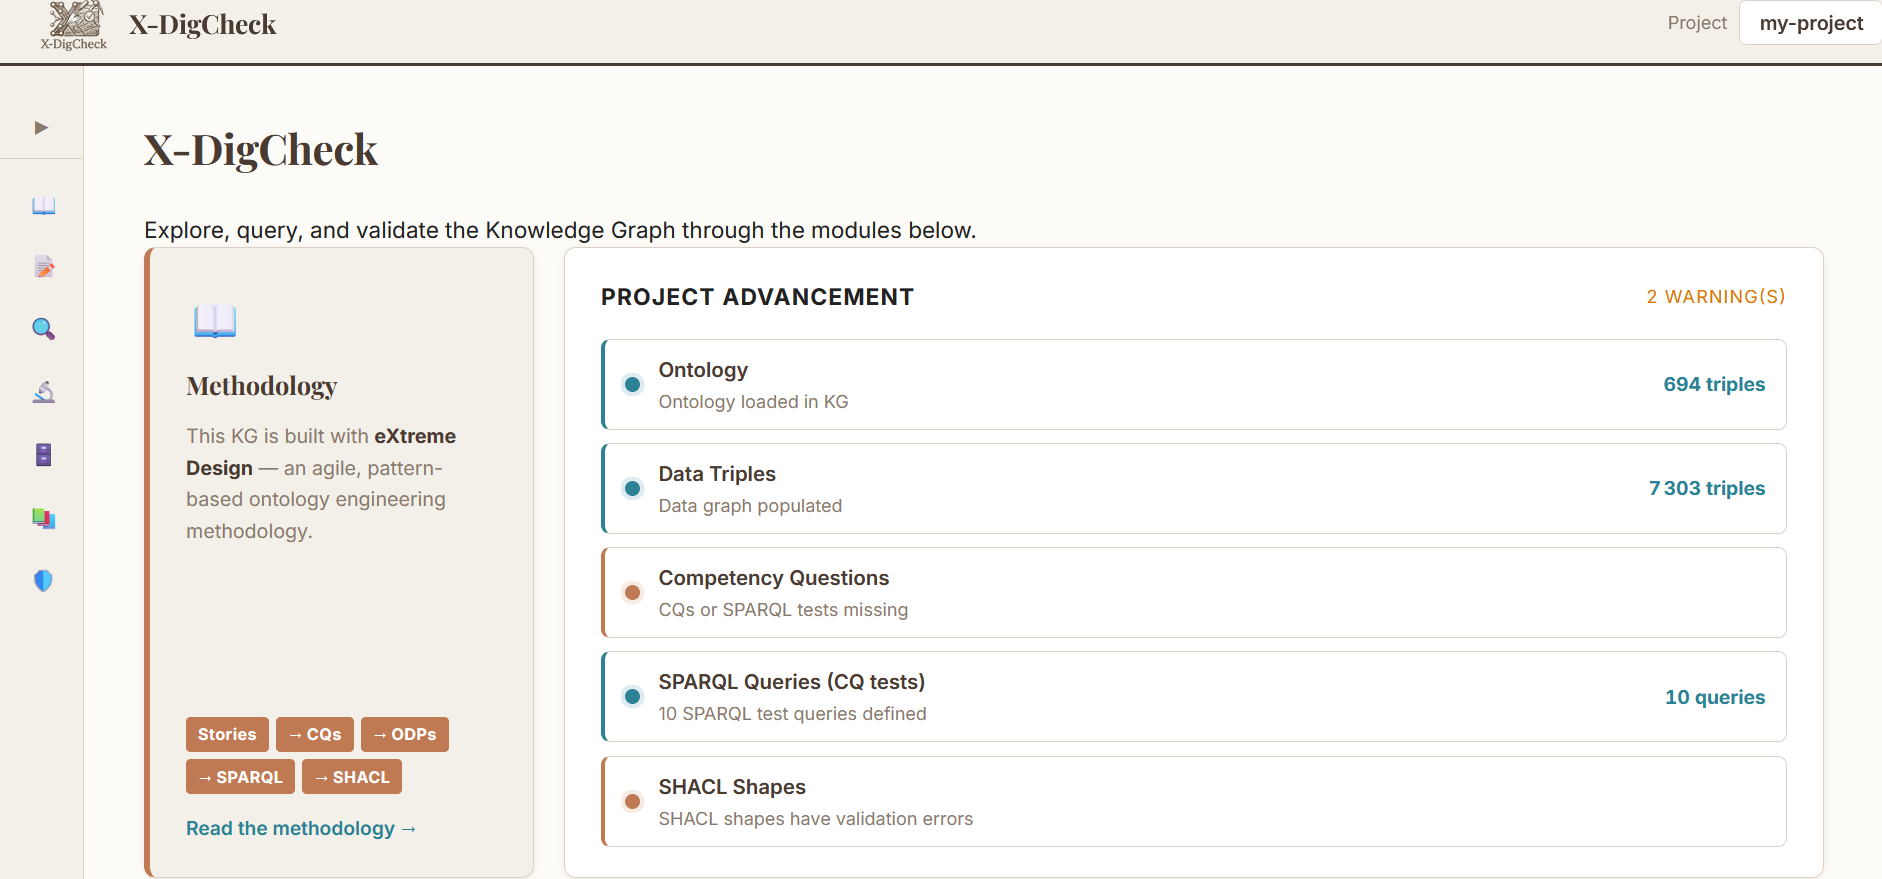 X-DigCheck
X-DigCheck
Project
my-project
X-DigCheck
Explore, query, and validate the Knowledge Graph through the modules below.
Methodology
This KG is built with eXtreme
Design — an agile, pattern-
based ontology engineering
methodology.
Stories
→ CQs
→ ODPs
→ SPARQL
→ SHACL
Read the methodology →
PROJECT ADVANCEMENT
2 WARNING(S)
Ontology
Ontology loaded in KG
694 triples
Data Triples
Data graph populated
7 303 triples
Competency Questions
CQs or SPARQL tests missing
SPARQL Queries (CQ tests)
10 SPARQL test queries defined
10 queries
SHACL Shapes
SHACL shapes have validation errors